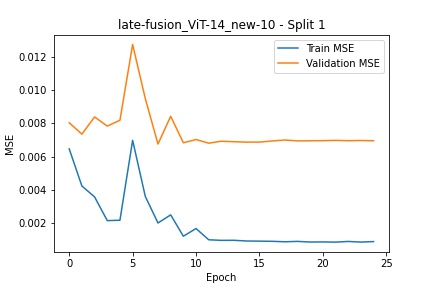 late-fusion_ViT-14_new-10 - Split 1
Train MSE
Validation MSE
MSE
0.012
0.010
0.008
0.006
0.004
0.002
0 5 10 15 20 25
Epoch